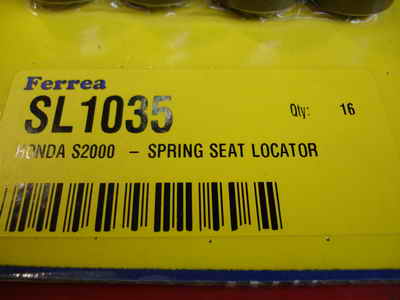 Ferrea
SL1035
Qty: 16
HONDA S2000 - SPRING SEAT LOCATOR